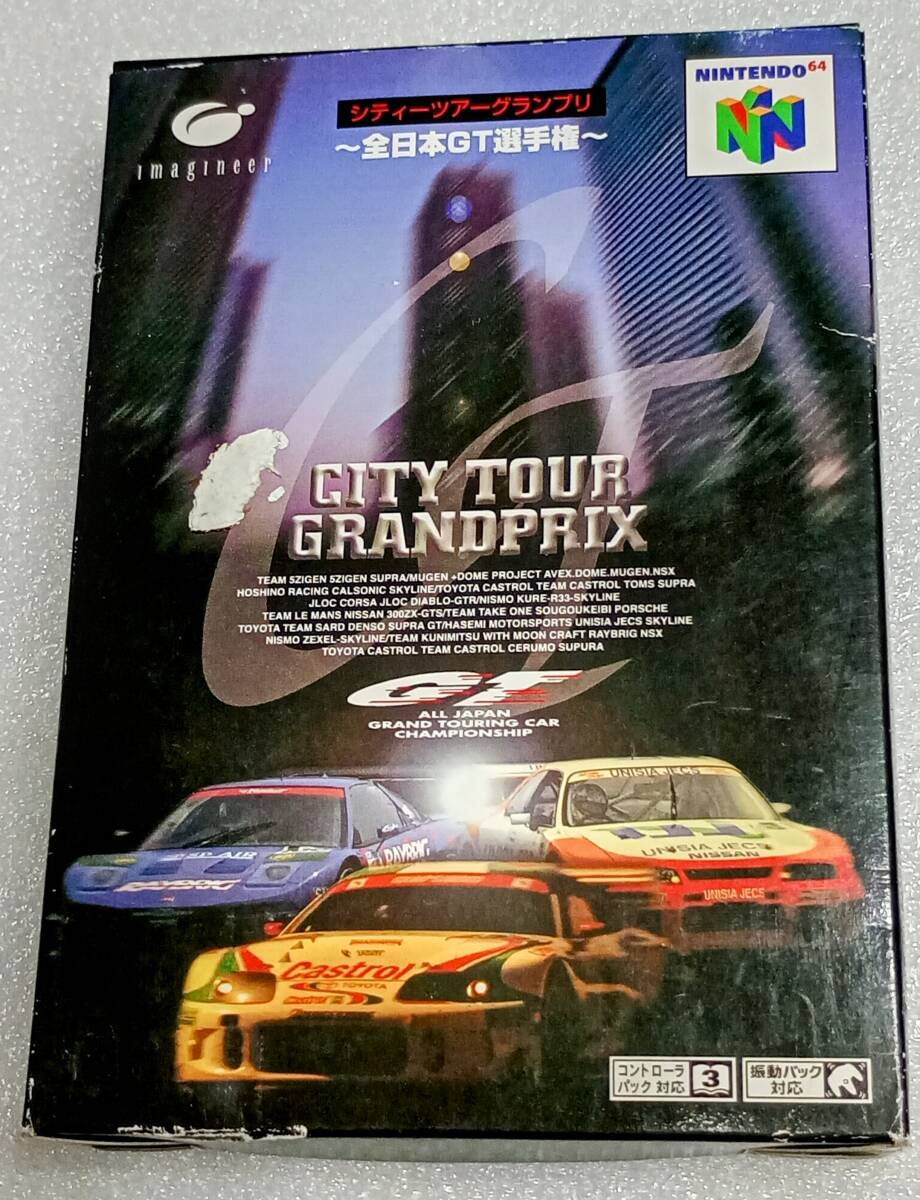 imagineer
シティーツアーグランプリ
～全日本GT選手権～
NINTENDO 64
CITY TOUR
GRANDPRIX
TEAM 5ZIGEN 5ZIGEN SUPRA/MUGEN +DOME PROJECT AVEX.DOME.MUGEN.NSX
HOSHINO RACING CALSONIC SKYLINE/TOYOTA CASTROL TEAM CASTROL TOMS SUPRA
JLOC CORSA JLOC DIABLO-GTR/NISMO KURE-R33-SKYLINE
TEAM LE MANS NISSAN 300ZX-GTS/TEAM TAKE ONE SOUGOUKEIBI PORSCHE
TOYOTA TEAM SARD DENSO SUPRA GT/HASEMI MOTORSPORTS UNISIA JECS SKYLINE
NISMO ZEXEL-SKYLINE/TEAM KUNIMITSU WITH MOON CRAFT RAYBRIG NSX
TOYOTA CASTROL TEAM CASTROL CERUMO SUPURA
GT
ALL JAPAN
GRAND TOURING CAR
CHAMPIONSHIP
UNISIA JECS
RAYBRIG
RAYBRIG
UNISIA JECS
NISSAN
UNISIA JECS
Castrol
TOYOTA
コントローラ
パック 対応
3
振動パック
対応